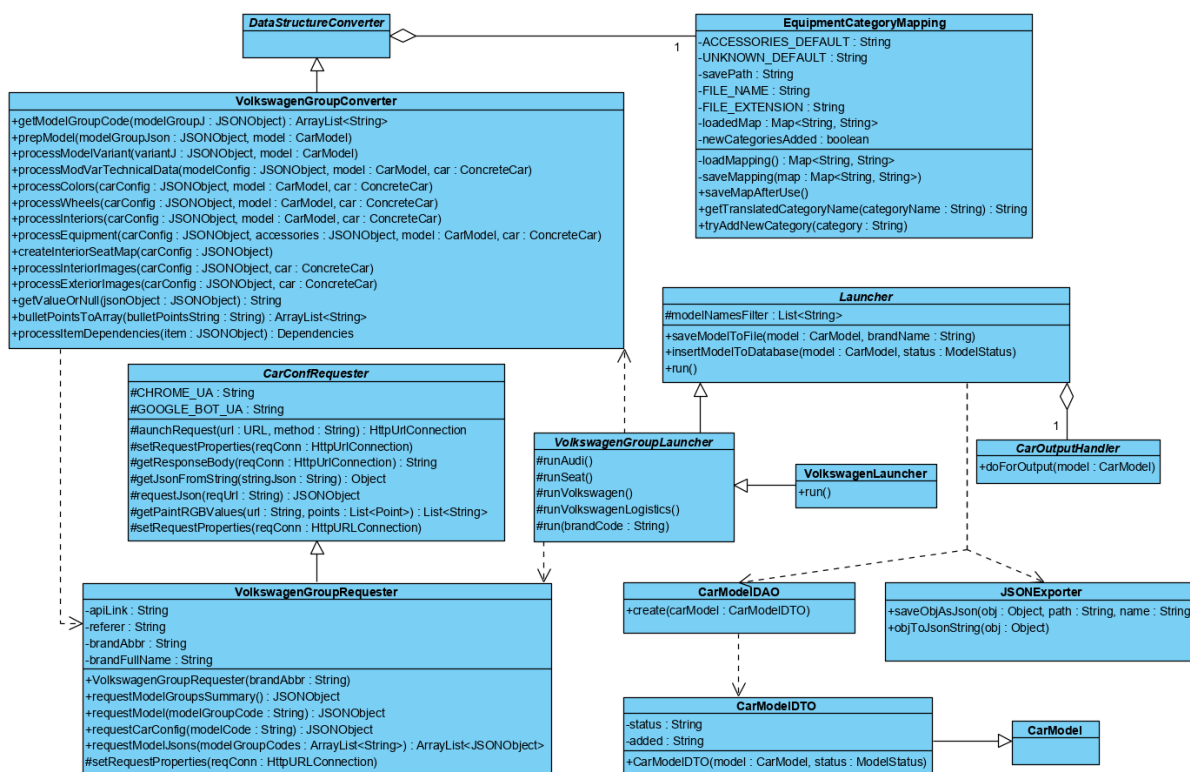 DataStructureConverter
1
EquipmentCategoryMapping
-ACCESSORIES_DEFAULT : String
-UNKNOWN_DEFAULT : String
-savePath : String
-FILE_NAME : String
-FILE_EXTENSION : String
-loadedMap : Map<String, String>
-newCategoriesAdded : boolean
-loadMapping() : Map<String, String>
-saveMapping(map : Map<String, String>)
+saveMapAfterUse()
+getTranslatedCategoryName(categoryName : String) : String
+tryAddNewCategory(category : String)
VolkswagenGroupConverter
+getModelGroupCode(modelGroupJ : JSONObject) : ArrayList<String>
+prepModel(modelGroupJson : JSONObject, model : CarModel)
+processModelVariant(variantJ : JSONObject, model : CarModel)
+processModVarTechnicalData(modelConfig : JSONObject, model : CarModel, car : ConcreteCar)
+processColors(carConfig : JSONObject, model : CarModel, car : ConcreteCar)
+processWheels(carConfig : JSONObject, model : CarModel, car : ConcreteCar)
+processInteriors(carConfig : JSONObject, model : CarModel, car : ConcreteCar)
+processEquipment(carConfig : JSONObject, accessories : JSONObject, model : CarModel, car : ConcreteCar)
+createInteriorSeatMap(carConfig : JSONObject)
+processInteriorImages(carConfig : JSONObject, car : ConcreteCar)
+processExteriorImages(carConfig : JSONObject, car : ConcreteCar)
+getValueOrNull(jsonObject : JSONObject) : String
+bulletPointsToArray(bulletPointsString : String) : ArrayList<String>
+processItemDependencies(item : JSONObject) : Dependencies
Launcher
#modelNamesFilter : List<String>
+saveModelToFile(model : CarModel, brandName : String)
+insertModelToDatabase(model : CarModel, status : ModelStatus)
+run()
CarConfRequester
#CHROME_UA : String
#GOOGLE_BOT_UA : String
#launchRequest(url : URL, method : String) : HttpUrlConnection
#setRequestProperties(reqConn : HttpUrlConnection)
#getResponseBody(reqConn : HttpUrlConnection) : String
#getJsonFromString(stringJson : String) : Object
#requestJson(reqUrl : String) : JSONObject
#getPaintRGBValues(url : String, points : List<Point>) : List<String>
#setRequestProperties(reqConn : HttpURLConnection)
VolkswagenGroupLauncher
#runAudi()
#runSeat()
#runVolkswagen()
#runVolkswagenLogistics()
#run(brandCode : String)
VolkswagenLauncher
+run()
1
CarOutputHandler
+doForOutput(model : CarModel)
VolkswagenGroupRequester
-apiLink : String
-referer : String
-brandAbbr : String
-brandFullName : String
+VolkswagenGroupRequester(brandAbbr : String)
+requestModelGroupsSummary() : JSONObject
+requestModel(modelGroupCode : String) : JSONObject
+requestCarConfig(modelCode : String) : JSONObject
+requestModelJsons(modelGroupCodes : ArrayList<String>) : ArrayList<JSONObject>
#setRequestProperties(reqConn : HttpURLConnection)
CarModelDAO
+create(carModel : CarModelDTO)
JSONExporter
+saveObjAsJson(obj : Object, path : String, name : String
+objToJsonString(obj : Object)
CarModelDTO
-status : String
-added : String
+CarModelDTO(model : CarModel, status : ModelStatus)
CarModel